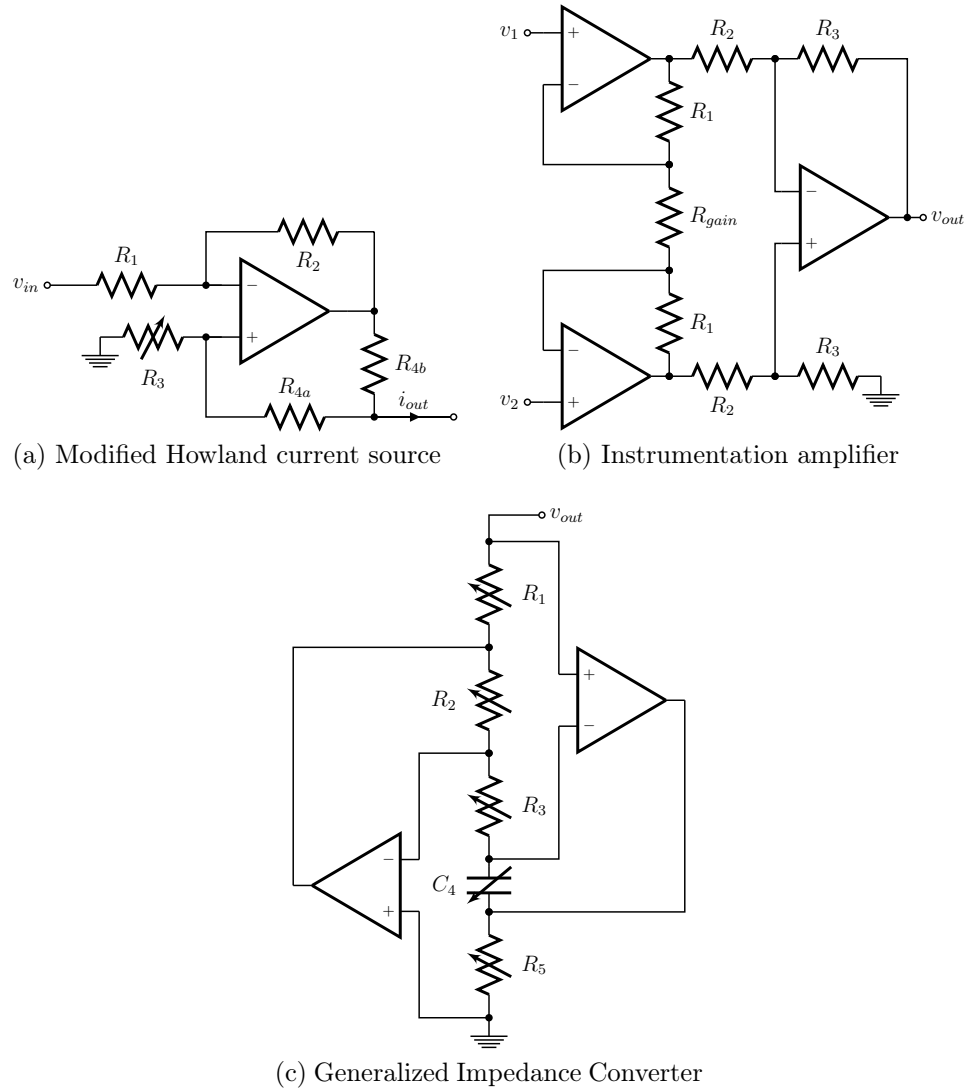 v_1
+
−
R_2
R_3
R_1
R_gain
−
+
v_out
R_1
−
+
v_2
R_2
R_3
R_1
v_in
R_2
−
+
R_3
R_4a
R_4b
i_out
(a) Modified Howland current source
(b) Instrumentation amplifier
v_out
R_1
R_2
+
−
R_3
−
+
C_4
R_5
(c) Generalized Impedance Converter